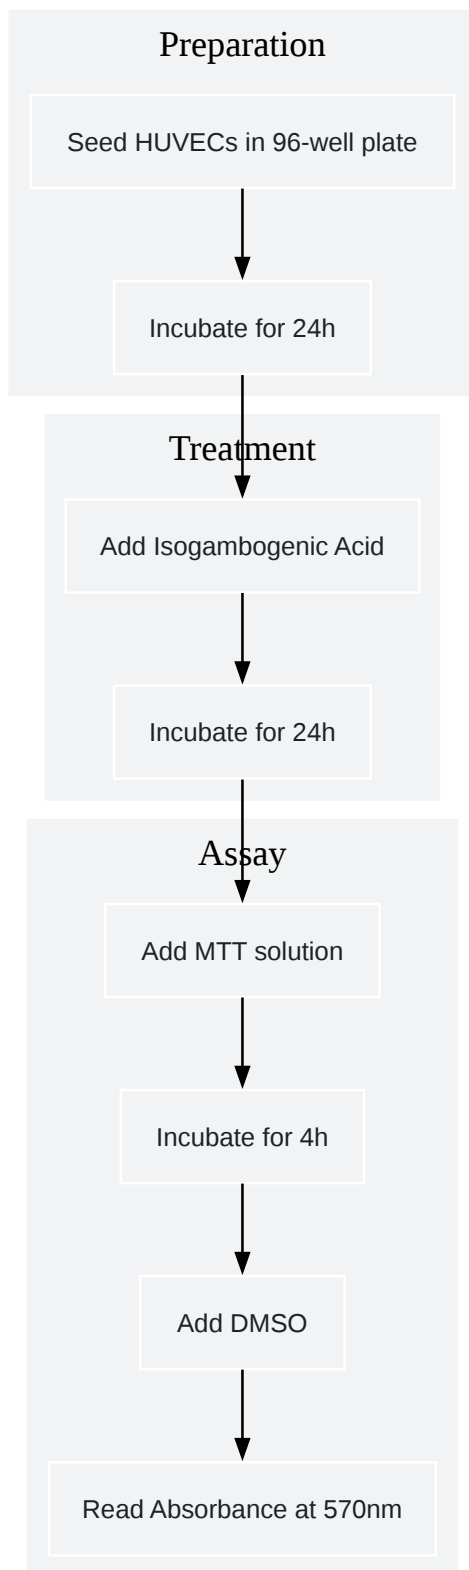 Preparation
Seed HUVECs in 96-well plate
Incubate for 24h
Treatment
Add Isogambogenic Acid
Incubate for 24h
Assay
Add MTT solution
Incubate for 4h
Add DMSO
Read Absorbance at 570nm